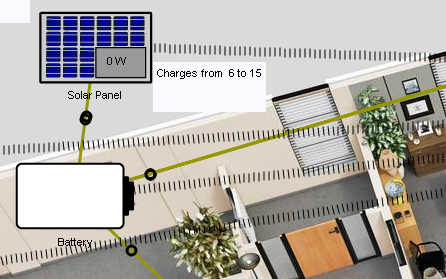 0 W
Charges from 6 to 15
Solar Panel
Battery